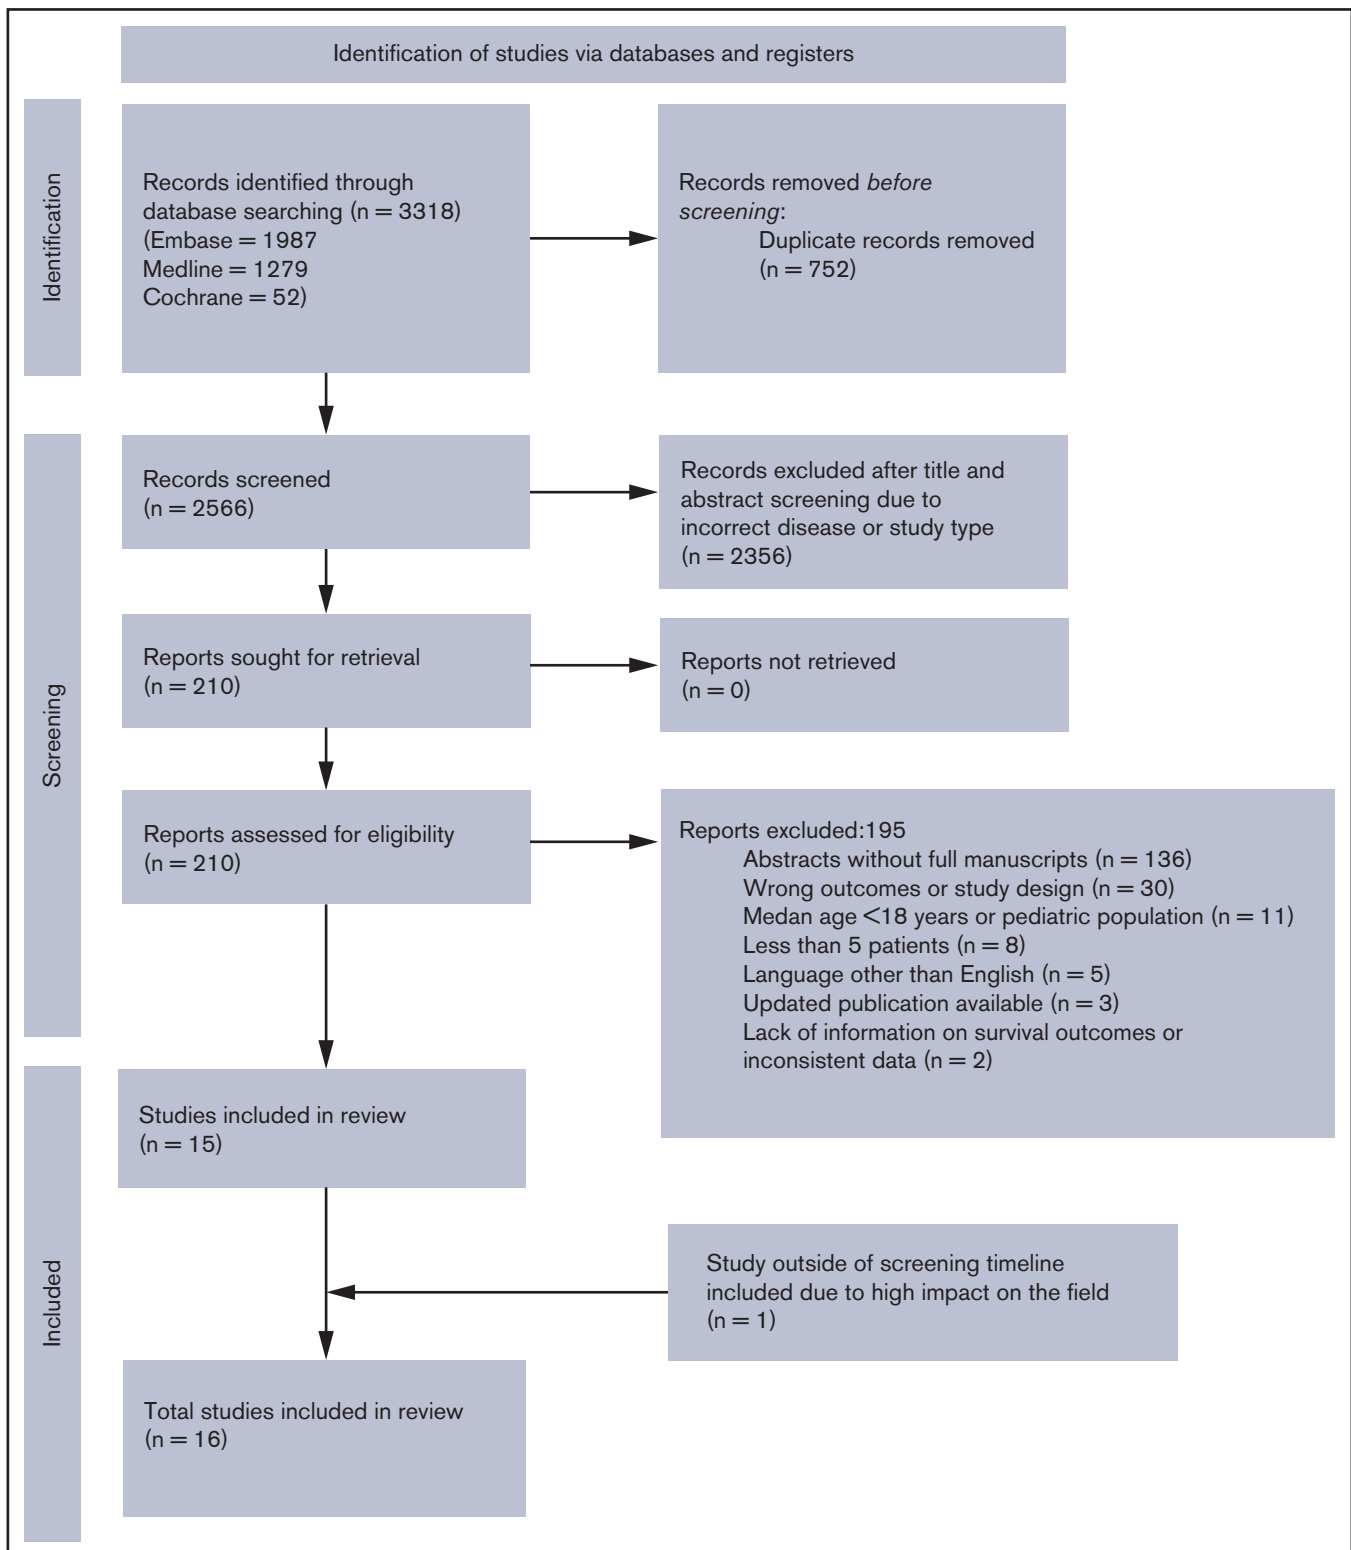 Identification of studies via databases and registers
Identification
Records identified through
database searching (n = 3318)
(Embase = 1987
Medline = 1279
Cochrane = 52)
Records removed before
screening:
Duplicate records removed
(n = 752)
Screening
Records screened
(n = 2566)
Records excluded after title and
abstract screening due to
incorrect disease or study type
(n = 2356)
Reports sought for retrieval
(n = 210)
Reports not retrieved
(n = 0)
Reports assessed for eligibility
(n = 210)
Reports excluded:195
Abstracts without full manuscripts (n = 136)
Wrong outcomes or study design (n = 30)
Medan age <18 years or pediatric population (n = 11)
Less than 5 patients (n = 8)
Language other than English (n = 5)
Updated publication available (n = 3)
Lack of information on survival outcomes or
inconsistent data (n = 2)
Included
Studies included in review
(n = 15)
Study outside of screening timeline
included due to high impact on the field
(n = 1)
Total studies included in review
(n = 16)